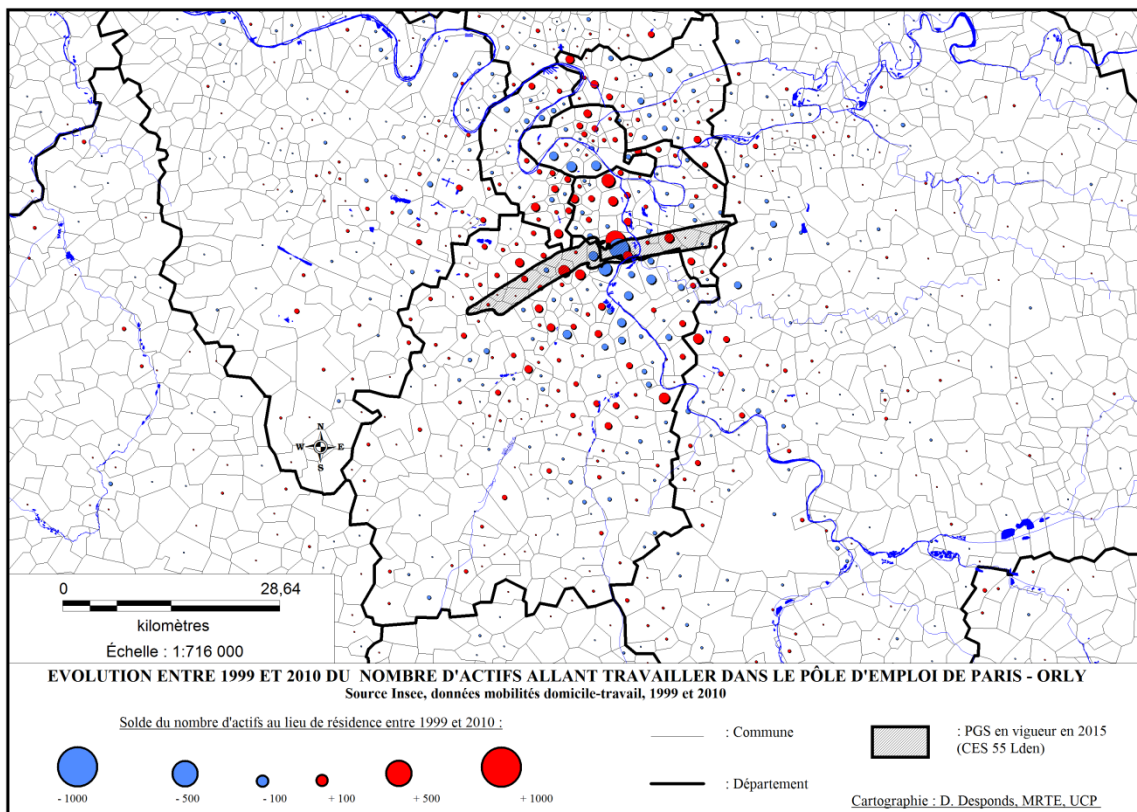 N
W E
S
0 28,64
kilomètres
Échelle : 1:716 000
EVOLUTION ENTRE 1999 ET 2010 DU NOMBRE D'ACTIFS ALLANT TRAVAILLER DANS LE PÔLE D'EMPLOI DE PARIS - ORLY
Source Insee, données mobilités domicile-travail, 1999 et 2010
Solde du nombre d'actifs au lieu de résidence entre 1999 et 2010 :
- 1000 - 500 - 100 + 100 + 500 + 1000
: Commune
: Département
: PGS en vigueur en 2015
(CES 55 Lden)
Cartographie : D. Desponds, MRTE, UCP